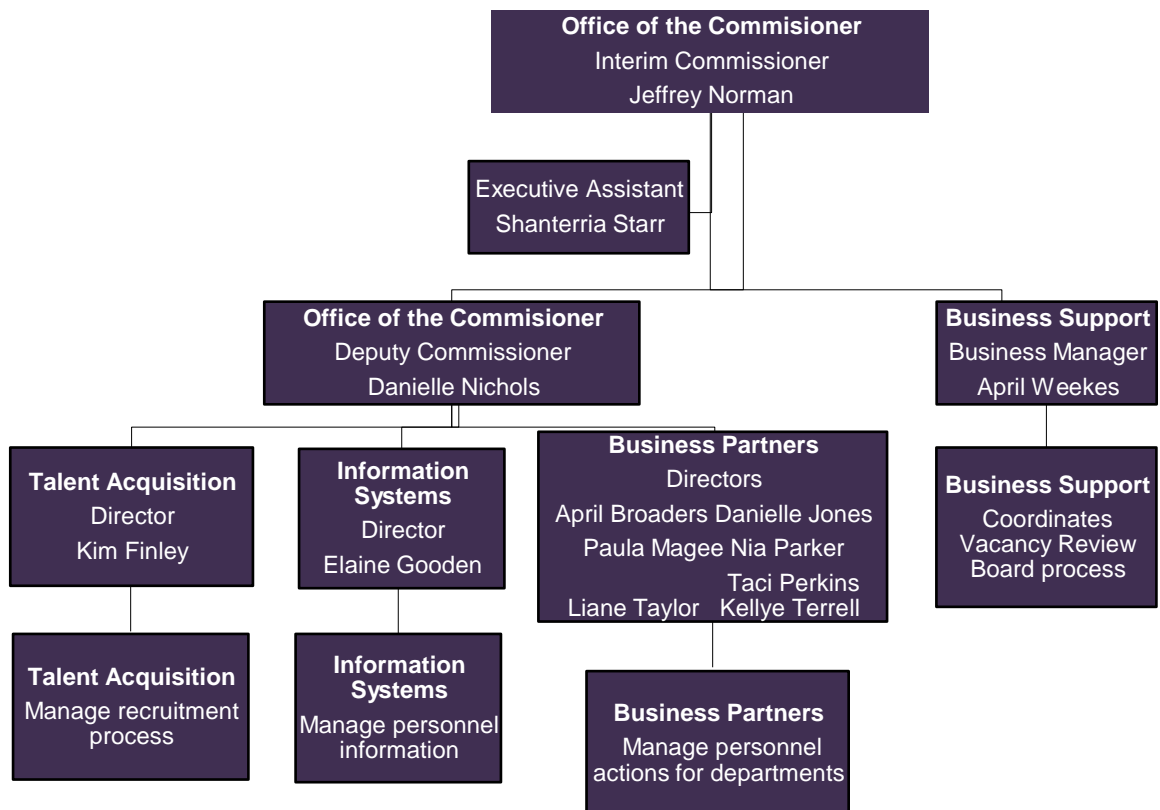 Office of the Commisioner
Interim Commissioner
Jeffrey Norman
Executive Assistant
Shanterria Starr
Office of the Commisioner
Deputy Commissioner
Danielle Nichols
Business Support
Business Manager
April Weekes
Talent Acquisition
Director
Kim Finley
Information
Systems
Director
Elaine Gooden
Business Partners
Directors
April Broaders Danielle Jones
Paula Magee Nia Parker
Taci Perkins
Liane Taylor Kellye Terrell
Business Support
Coordinates
Vacancy Review
Board process
Talent Acquisition
Manage recruitment
process
Information
Systems
Manage personnel
information
Business Partners
Manage personnel
actions for departments